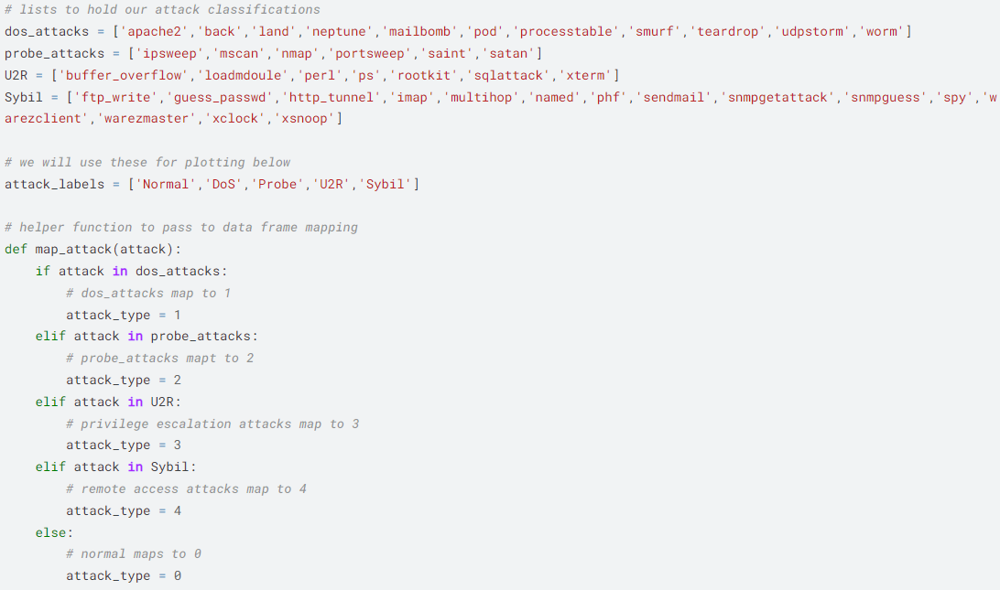 # lists to hold our attack classifications
dos_attacks = ['apache2','back','land','neptune','mailbomb','pod','processtable','smurf','teardrop','udpstorm','worm']
probe_attacks = ['ipsweep','mscan','nmap','portsweep','saint','satan']
U2R = ['buffer_overflow','loadmdoule','perl','ps','rootkit','sqlattack','xterm']
Sybil = ['ftp_write','guess_passwd','http_tunnel','imap','multihop','named','phf','sendmail','snmpgetattack','snmpguess','spy','w
arezclient','warezmaster','xclock','xsnoop']

# we will use these for plotting below
attack_labels = ['Normal','DoS','Probe','U2R','Sybil']

# helper function to pass to data frame mapping
def map_attack(attack):
    if attack in dos_attacks:
        # dos_attacks map to 1
        attack_type = 1
    elif attack in probe_attacks:
        # probe_attacks mapt to 2
        attack_type = 2
    elif attack in U2R:
        # privilege escalation attacks map to 3
        attack_type = 3
    elif attack in Sybil:
        # remote access attacks map to 4
        attack_type = 4
    else:
        # normal maps to 0
        attack_type = 0